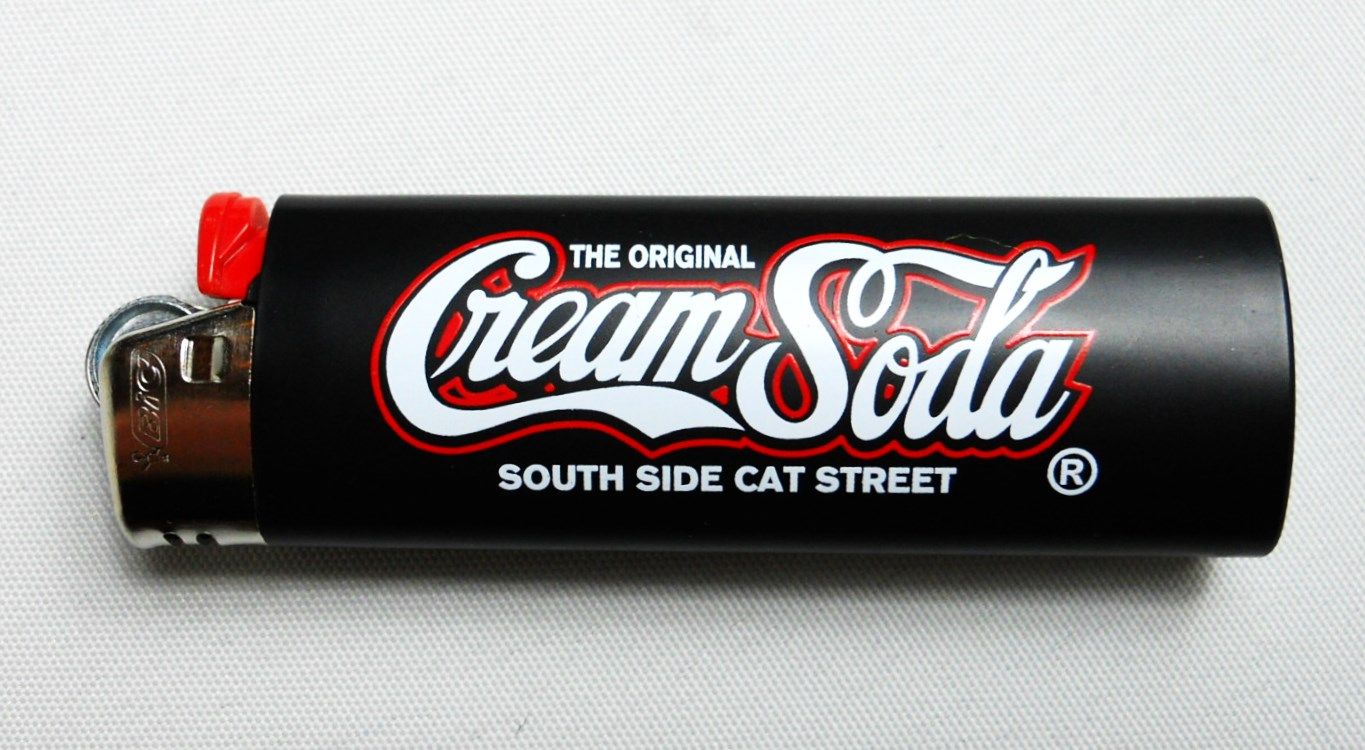 THE ORIGINAL
Cream Soda
SOUTH SIDE CAT STREET
®
BIC